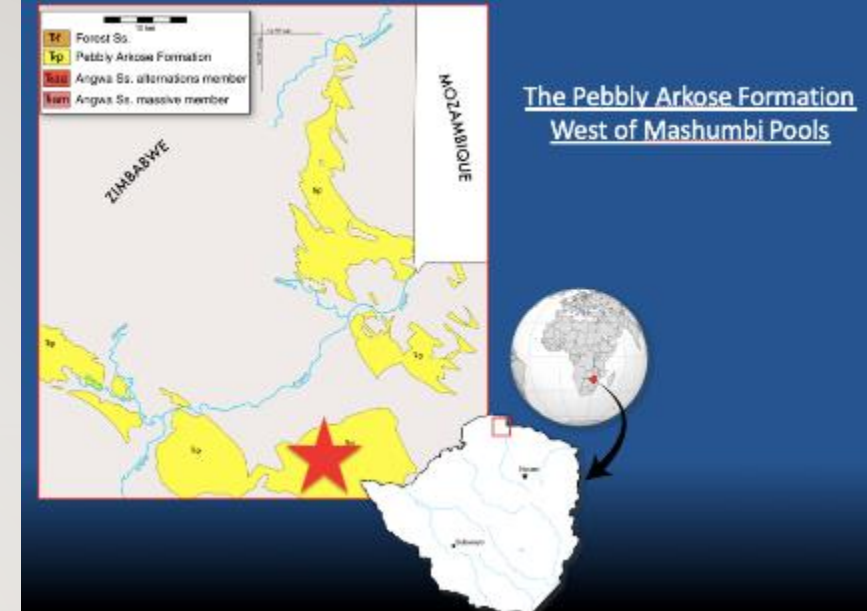 Forest Ss.
Pebbly Arkose Formation
Angwa Ss. alternations member
Angwa Ss. massive member
ZIMBABWE
MOZAMBIQUE
The Pebbly Arkose Formation
West of Mashumbi Pools